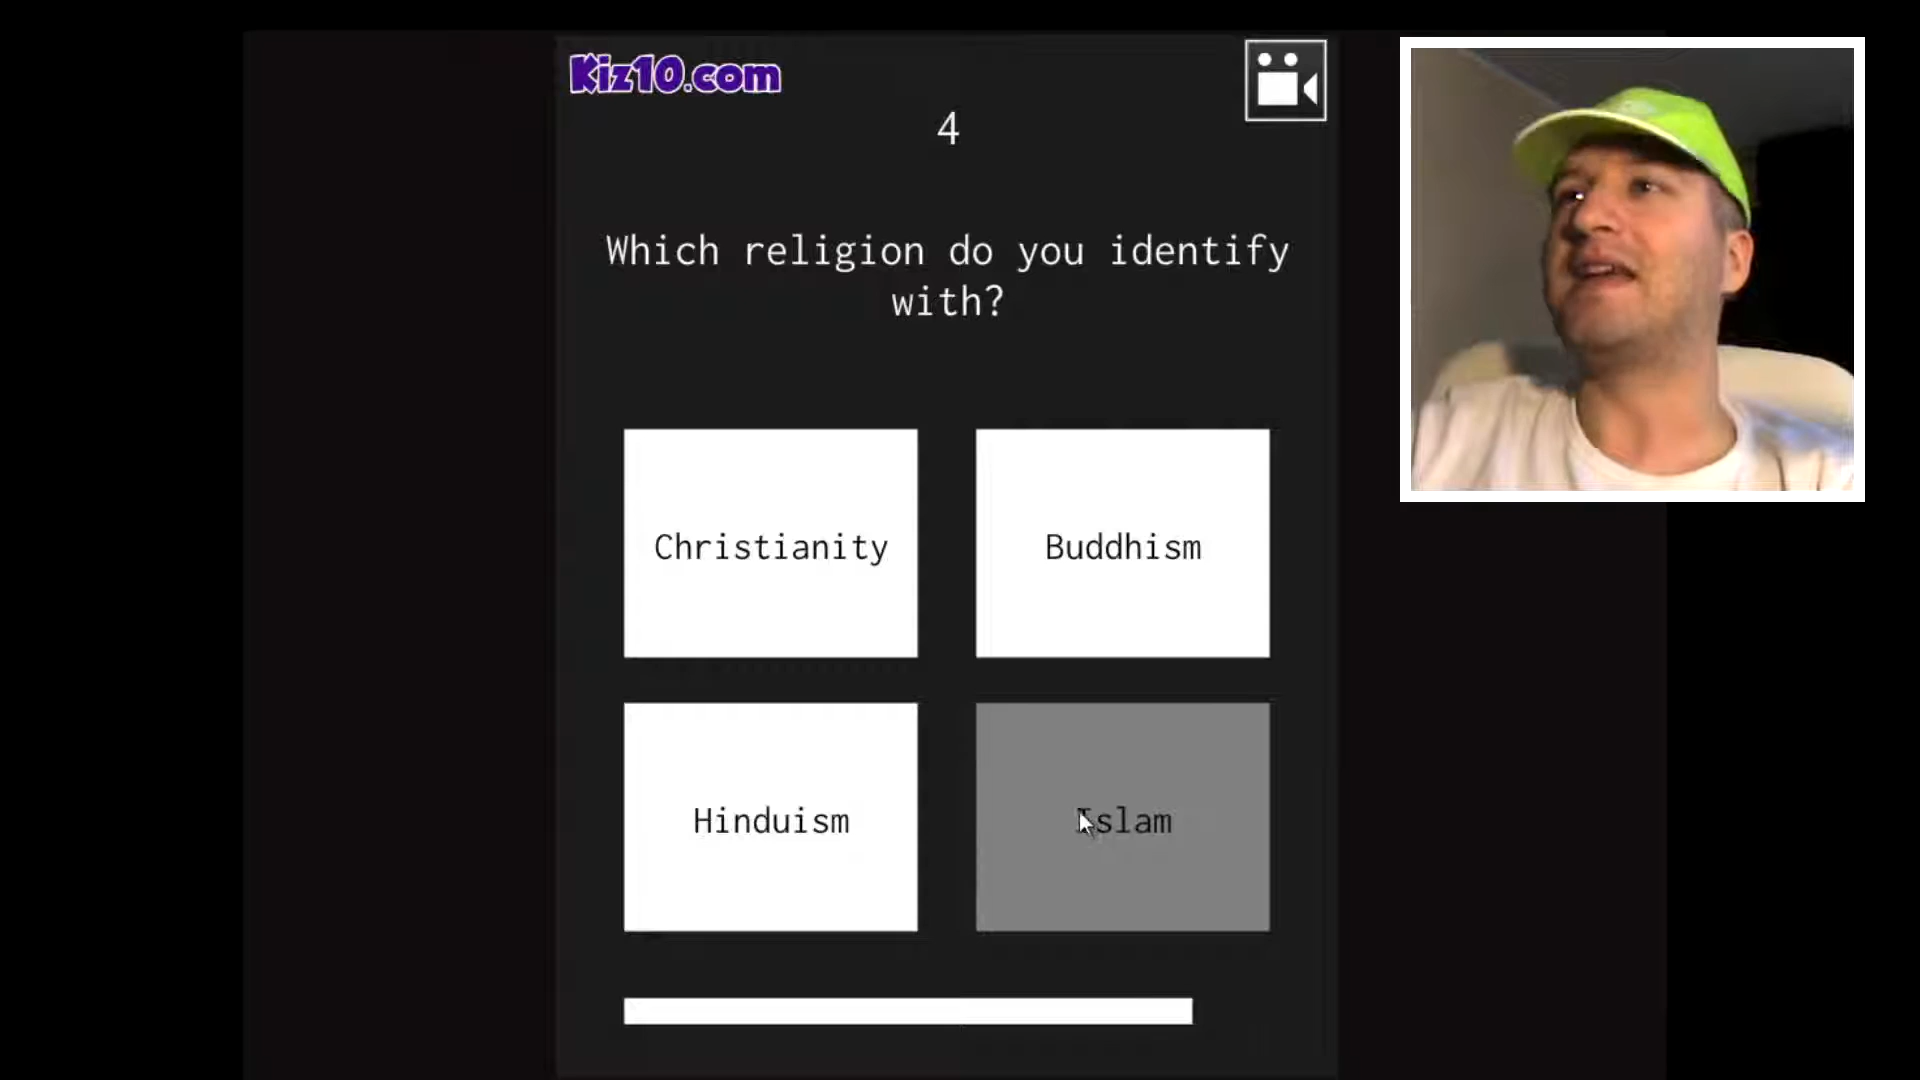 Kiz10.com
4
Which religion do you identify
with?
Christianity
Buddhism
Hinduism
Islam